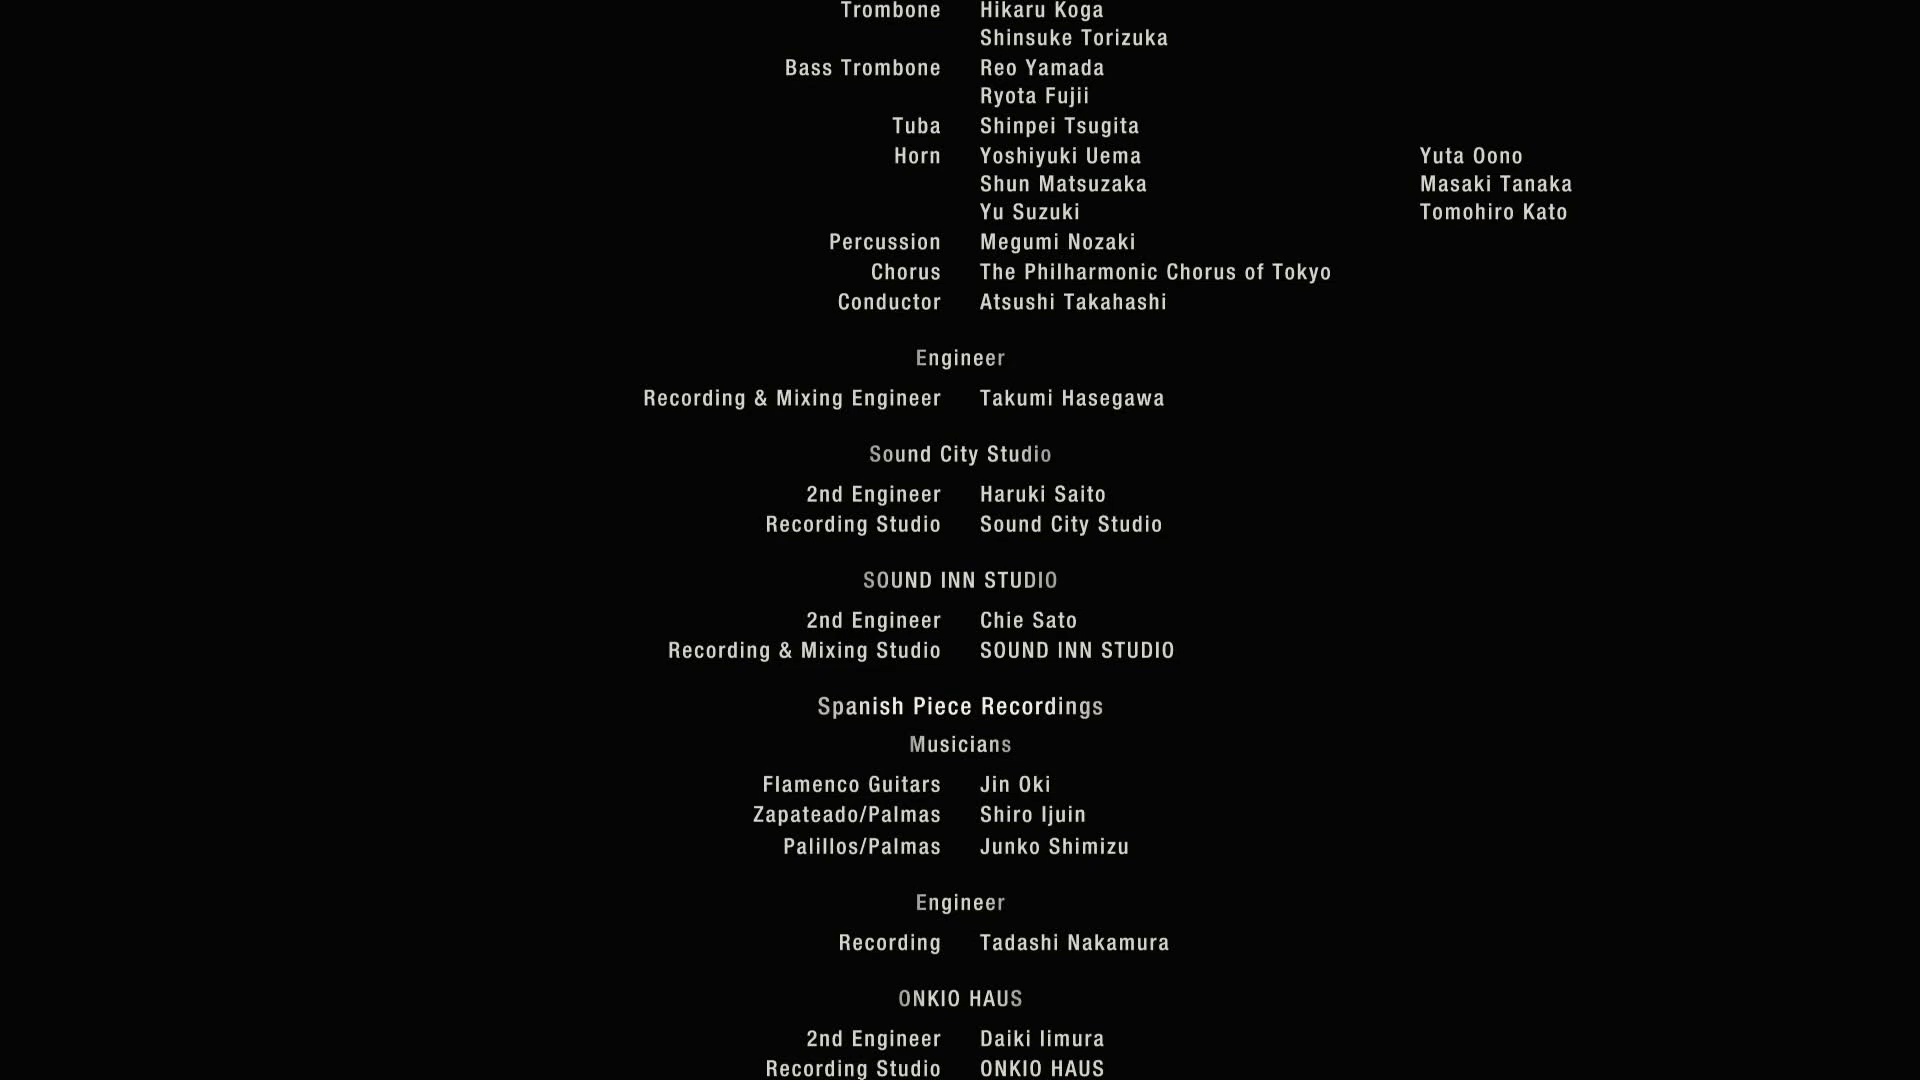 Trombone Hikaru Koga
Shinsuke Torizuka
Bass Trombone Reo Yamada
Ryota Fujii
Tuba Shinpei Tsugita
Horn Yoshiyuki Uema Yuta Oono
Shun Matsuzaka Masaki Tanaka
Yu Suzuki Tomohiro Kato
Percussion Megumi Nozaki
Chorus The Philharmonic Chorus of Tokyo
Conductor Atsushi Takahashi
Engineer
Recording & Mixing Engineer Takumi Hasegawa
Sound City Studio
2nd Engineer Haruki Saito
Recording Studio Sound City Studio
SOUND INN STUDIO
2nd Engineer Chie Sato
Recording & Mixing Studio SOUND INN STUDIO
Spanish Piece Recordings
Musicians
Flamenco Guitars Jin Oki
Zapateado/Palmas Shiro Ijuin
Palillos/Palmas Junko Shimizu
Engineer
Recording Tadashi Nakamura
ONKIO HAUS
2nd Engineer Daiki Iimura
Recording Studio ONKIO HAUS